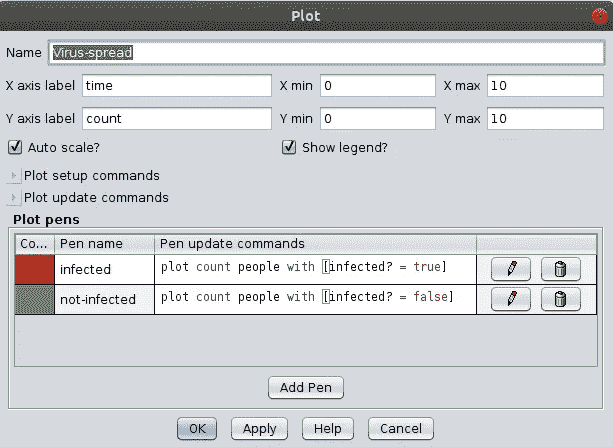 Plot
Name Virus-spread
X axis label time X min 0 X max 10
Y axis label count Y min 0 Y max 10
Auto scale? Show legend?
Plot setup commands
Plot update commands
Plot pens
Co... Pen name Pen update commands
infected plot count people with [infected? = true]
not-infected plot count people with [infected? = false]
Add Pen
OK Apply Help Cancel